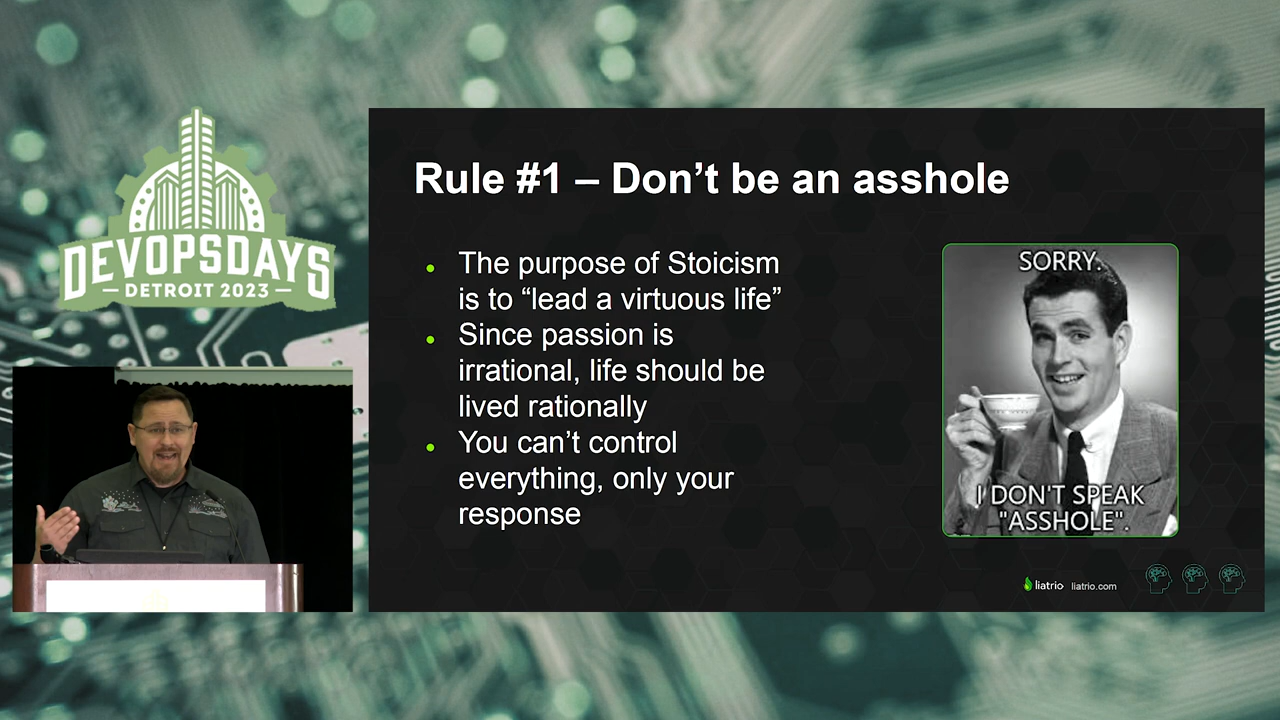 DEVOPSDAYS
DETROIT 2023
Rule #1 – Don’t be an asshole
The purpose of Stoicism
is to “lead a virtuous life”
Since passion is
irrational, life should be
lived rationally
You can’t control
everything, only your
response
SORRY.
I DON'T SPEAK
"ASSHOLE".
liatrio liatrio.com